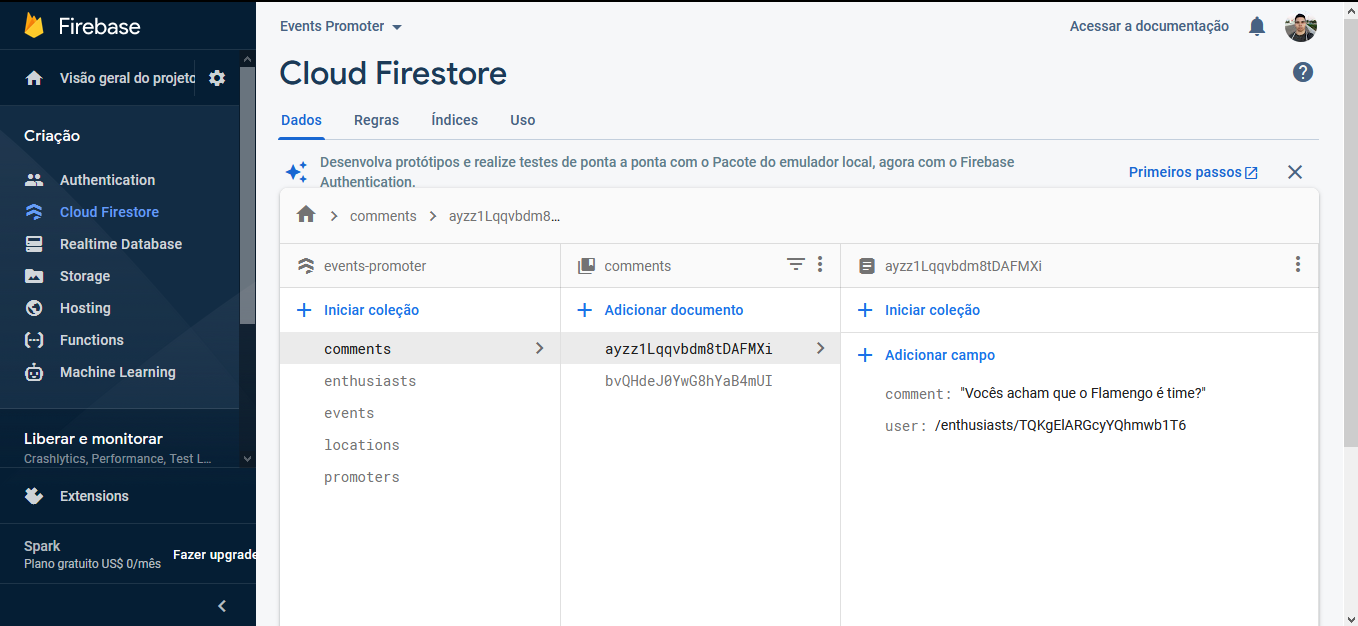 Firebase
Visão geral do projeto
Criação
Authentication
Cloud Firestore
Realtime Database
Storage
Hosting
Functions
Machine Learning
Liberar e monitorar
Crashlytics, Performance, Test L...
Extensions
Spark
Plano gratuito US$ 0/mês
Fazer upgrade
Events Promoter
Acessar a documentação
Cloud Firestore
Dados Regras Índices Uso
Desenvolva protótipos e realize testes de ponta a ponta com o Pacote do emulador local, agora com o Firebase
Authentication.
Primeiros passos
comments > ayzz1Lqqvbdm8...
events-promoter
Iniciar coleção
comments
enthusiasts
events
locations
promoters
comments
Adicionar documento
ayzz1Lqqvbdm8tDAFMXi
bvQHdeJ0YwG8hYaB4mUI
ayzz1Lqqvbdm8tDAFMXi
Iniciar coleção
Adicionar campo
comment: "Vocês acham que o Flamengo é time?"
user: /enthusiasts/TQKgElARGcyYQhmwb1T6